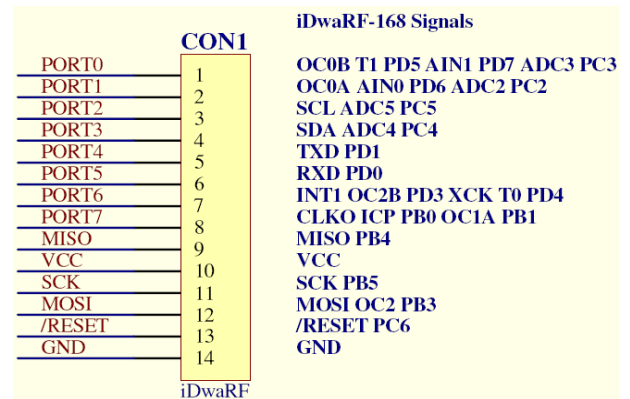 iDwaRF-168 Signals
CON1
PORT0 1 OC0B T1 PD5 AIN1 PD7 ADC3 PC3
PORT1 2 OC0A AIN0 PD6 ADC2 PC2
PORT2 3 SCL ADC5 PC5
PORT3 4 SDA ADC4 PC4
PORT4 5 TXD PD1
PORT5 6 RXD PD0
PORT6 7 INT1 OC2B PD3 XCK T0 PD4
PORT7 8 CLKO ICP PB0 OC1A PB1
MISO 9 MISO PB4
VCC 10 VCC
SCK 11 SCK PB5
MOSI 12 MOSI OC2 PB3
/RESET 13 /RESET PC6
GND 14 GND
iDwaRF